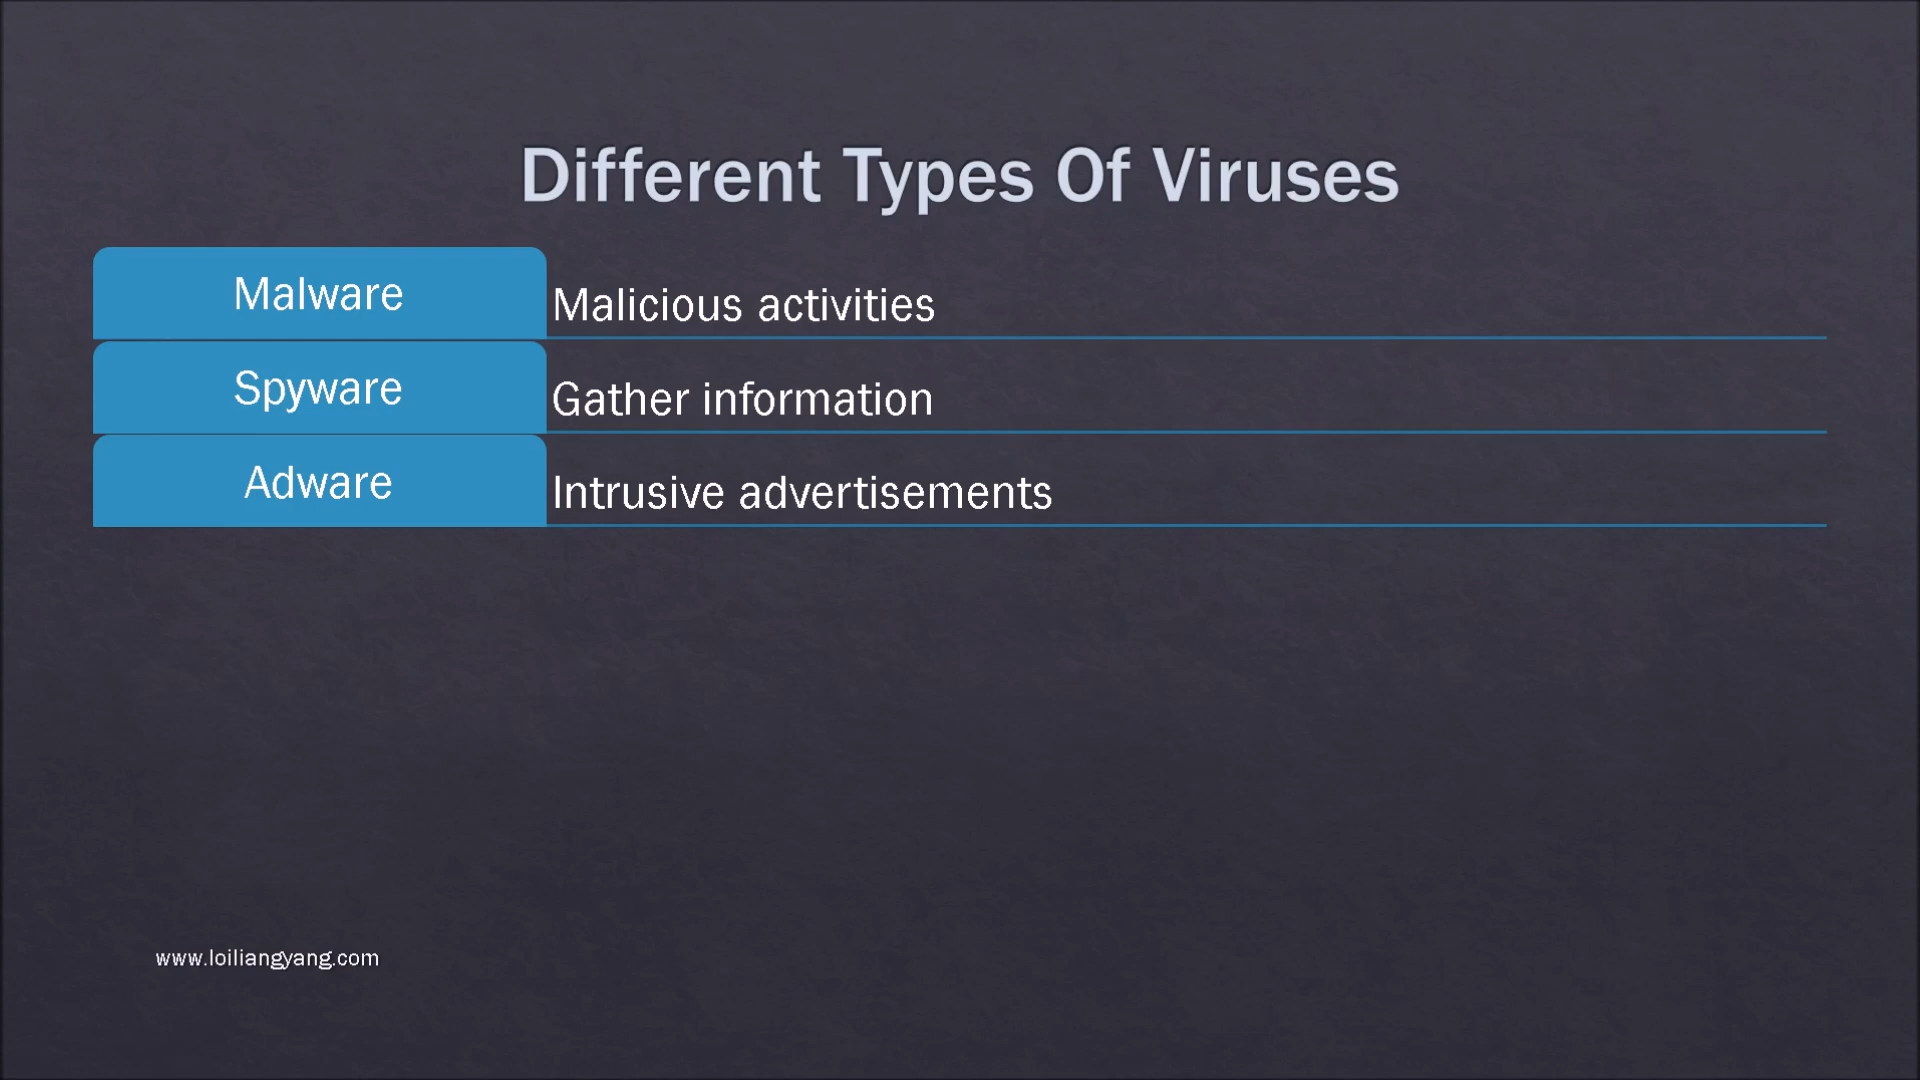 Different Types Of Viruses
Malware
Malicious activities
Spyware
Gather information
Adware
Intrusive advertisements
www.loiliangyang.com